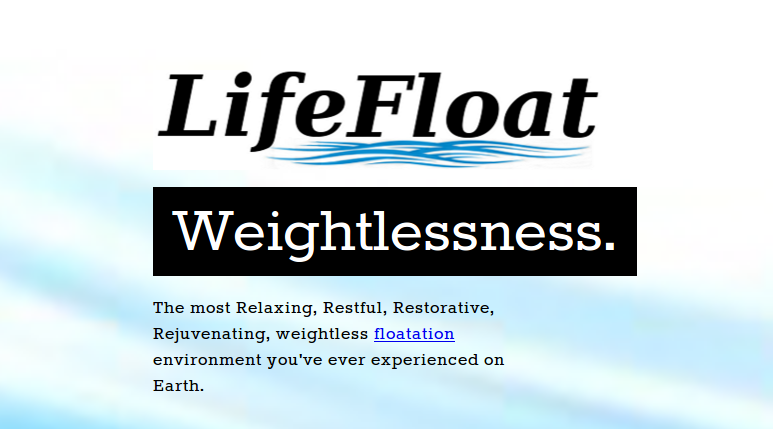 LifeFloat
Weightlessness.
The most Relaxing, Restful, Restorative,
Rejuvenating, weightless floatation
environment you've ever experienced on
Earth.